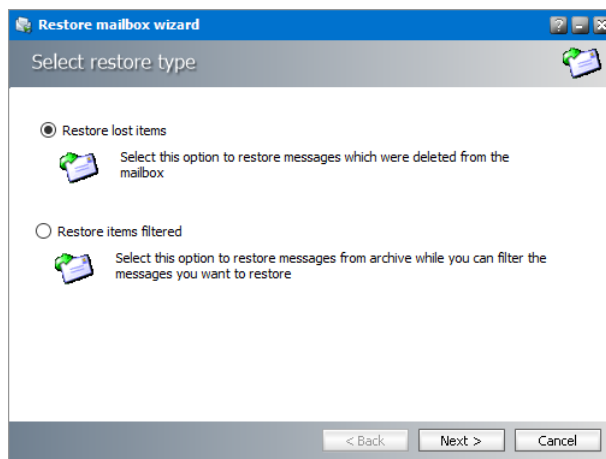 Restore mailbox wizard
Select restore type
Restore lost items
Select this option to restore messages which were deleted from the
mailbox
Restore items filtered
Select this option to restore messages from archive while you can filter the
messages you want to restore
< Back Next > Cancel